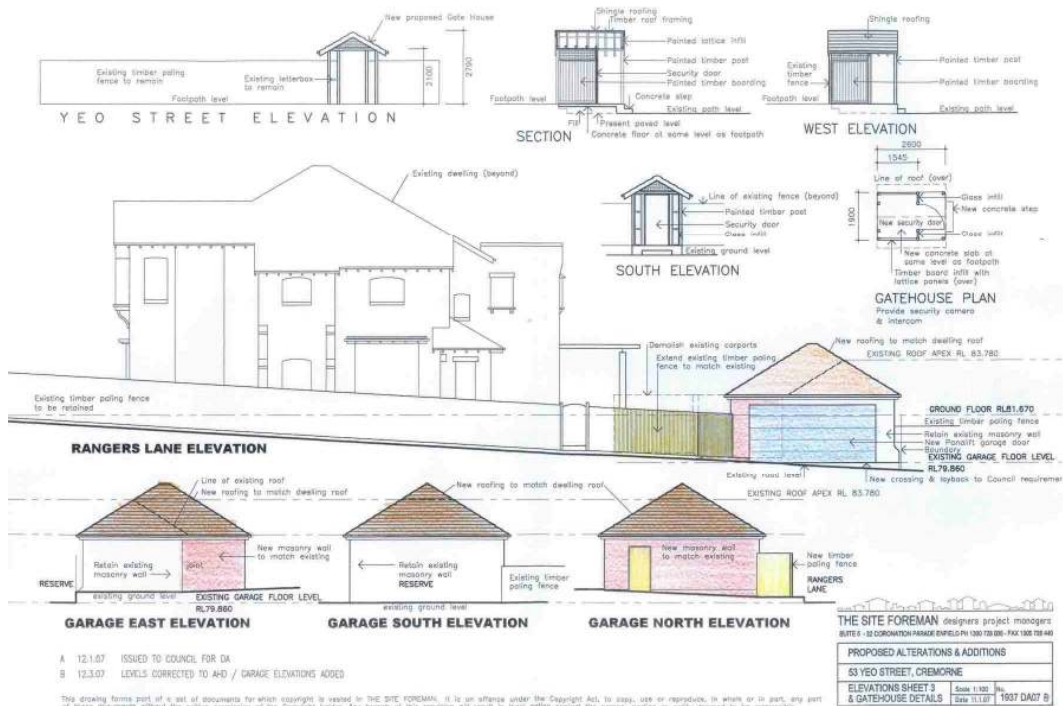 New proposed Gate House
Existing timber paling
fence to remain
Existing letterbox
to remain
2100
2790
Footpath level
YEO STREET ELEVATION
Shingle roofing
Timber roof framing
Painted lattice infill
Painted timber post
Security door
Painted timber boarding
Footpath level
Concrete step
Existing path level
Fill
Present paved level
Concrete floor at same level as footpath
SECTION
Shingle roofing
Existing
timber
fence
Painted timber post
Painted timber boarding
Footpath level
Existing path level
WEST ELEVATION
Existing dwelling (beyond)
Line of existing fence (beyond)
Painted timber post
Security door
Glass infill
Existing
ground level
SOUTH ELEVATION
2600
1545
Line of roof (over)
1900
Glass infill
New concrete step
New security door
Glass infill
New concrete slab at
same level as footpath
Timber board infill with
lattice panels (over)
GATEHOUSE PLAN
Provide security camera
& intercom
Demolish existing carports
Extend existing timber paling
fence to match existing
New roofing to match dwelling roof
EXISTING ROOF APEX RL 83.780
Existing timber paling fence
to be retained
RANGERS LANE ELEVATION
GROUND FLOOR RL81.670
Existing timber paling fence
Retain existing masonry wall
New Panalift garage door
Boundary
EXISTING GARAGE FLOOR LEVEL
RL79.860
Existing road level
New crossing & layback to Council requiremen
EXISTING ROOF APEX RL 83.780
Line of existing roof
New roofing to match dwelling roof
New masonry wall
to match existing
Retain existing
masonry wall
joint
RESERVE
existing ground level
EXISTING GARAGE FLOOR LEVEL
RL79.860
GARAGE EAST ELEVATION
New roofing to match dwelling roof
Retain existing
masonry wall
RESERVE
Existing timber
paling fence
existing ground level
GARAGE SOUTH ELEVATION
New masonry wall
to match existing
New timber
paling fence
RANGERS
LANE
GARAGE NORTH ELEVATION
A 12.1.07 ISSUED TO COUNCIL FOR DA
B 12.3.07 LEVELS CORRECTED TO AHD / GARAGE ELEVATIONS ADDED
This drawing forms part of a set of documents for which copyright is vested in THE SITE FOREMAN. It is an offence under the Copyright Act, to copy, use or reproduce, in whole or in part, any part
THE SITE FOREMAN designers project managers
CORONATION PARADE ENFIELD PH 1300
PROPOSED ALTERATIONS & ADDITIONS
53 YEO STREET, CREMORNE
ELEVATIONS SHEET 3
& GATEHOUSE DETAILS
Scale 1:100
Date 11.1.07
No.
1937 DA07 B